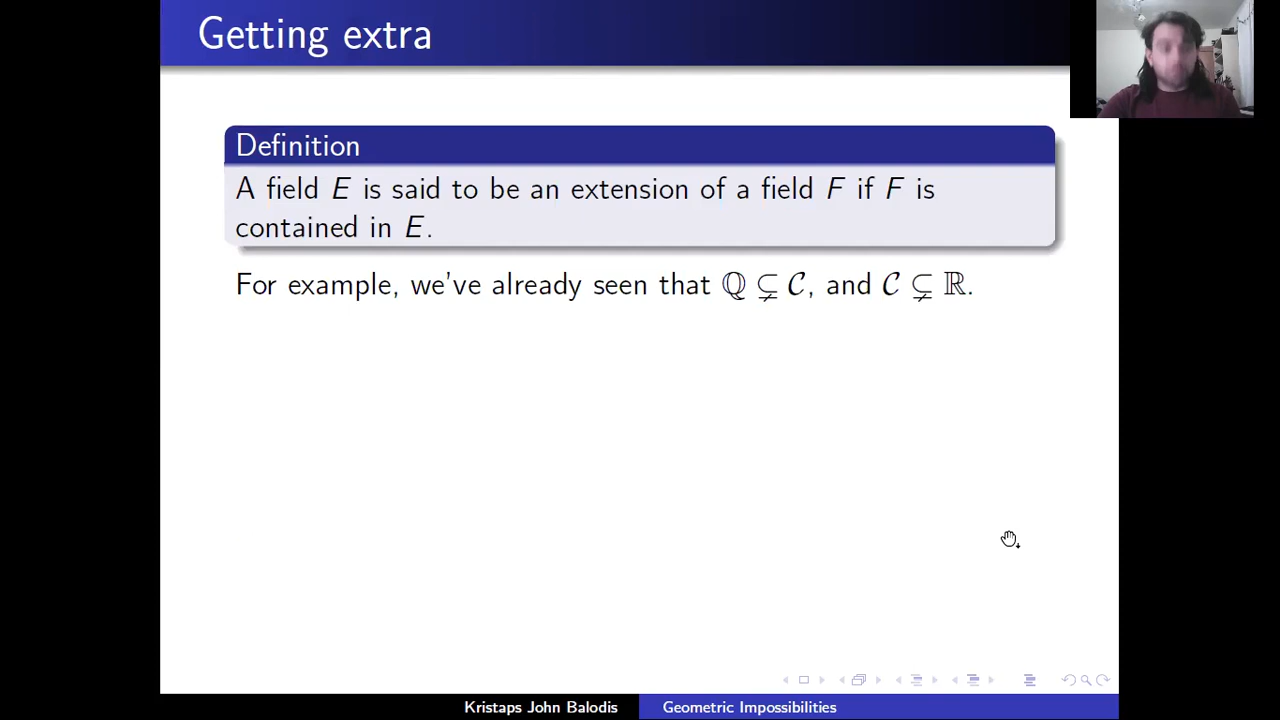 Getting extra
Definition
A field E is said to be an extension of a field F if F is
contained in E.
For example, we've already seen that ℚ ⊊ 𝒞, and 𝒞 ⊊ ℝ.
Kristaps John Balodis
Geometric Impossibilities